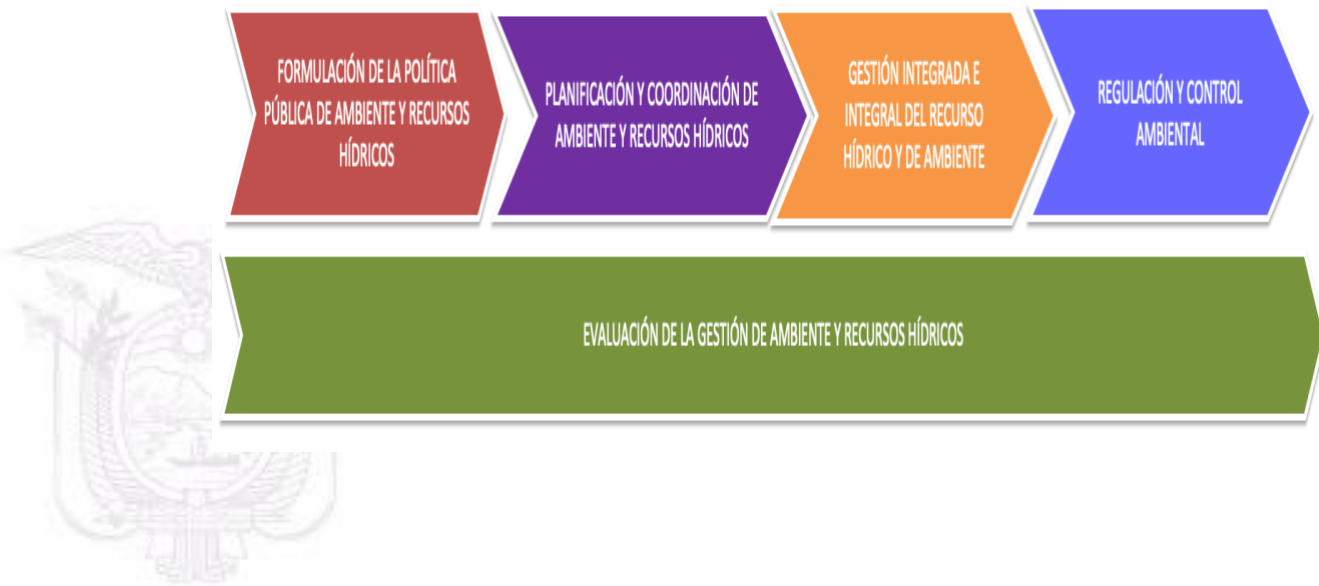 FORMULACIÓN DE LA POLÍTICA
PÚBLICA DE AMBIENTE Y RECURSOS
HÍDRICOS
PLANIFICACIÓN Y COORDINACIÓN DE
AMBIENTE Y RECURSOS HÍDRICOS
GESTIÓN INTEGRADA E
INTEGRAL DEL RECURSO
HÍDRICO Y DE AMBIENTE
REGULACIÓN Y CONTROL
AMBIENTAL
EVALUACIÓN DE LA GESTIÓN DE AMBIENTE Y RECURSOS HÍDRICOS